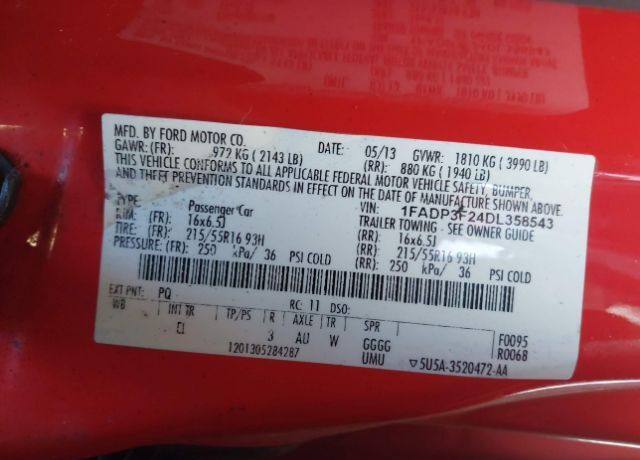 MFD. BY FORD MOTOR CO. DATE: 05/13 GVWR: 1810 KG ( 3990 LB)
GAWR: (FR): 972 KG ( 2143 LB) (RR): 880 KG ( 1940 LB)
THIS VEHICLE CONFORMS TO ALL APPLICABLE FEDERAL MOTOR VEHICLE SAFETY, BUMPER,
AND THEFT PREVENTION STANDARDS IN EFFECT ON THE DATE OF MANUFACTURE SHOWN ABOVE.
VIN: 1FADP3F24DL358543
TYPE: Passenger Car TRAILER TOWING - SEE OWNER GUIDE
RIM: (FR): 16x6.5J (RR): 16x6.5J
TIRE: (FR): 215/55R16 93H (RR): 215/55R16 93H
PRESSURE: (FR): 250 kPa/ 36 PSI COLD (RR): 250 kPa/ 36 PSI COLD
EXT PNT: PQ RC: 11 DSO:
WB INT TR TP/PS R AXLE TR SPR
EI 3 AU W GGGG F0095
1201305284287 UMU R0068
▽5U5A-3520472-AA